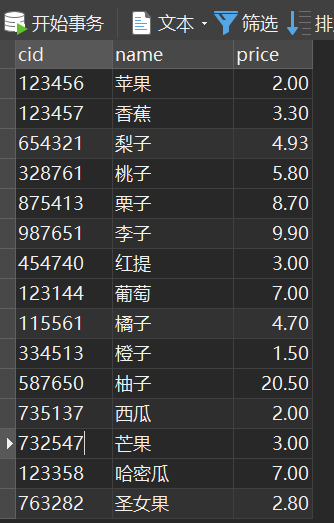 开始事务 文本 筛选 排
cid name price
123456 苹果 2.00
123457 香蕉 3.30
654321 梨子 4.93
328761 桃子 5.80
875413 栗子 8.70
987651 李子 9.90
454740 红提 3.00
123144 葡萄 7.00
115561 橘子 4.70
334513 橙子 1.50
587650 柚子 20.50
735137 西瓜 2.00
732547 芒果 3.00
123358 哈密瓜 7.00
763282 圣女果 2.80